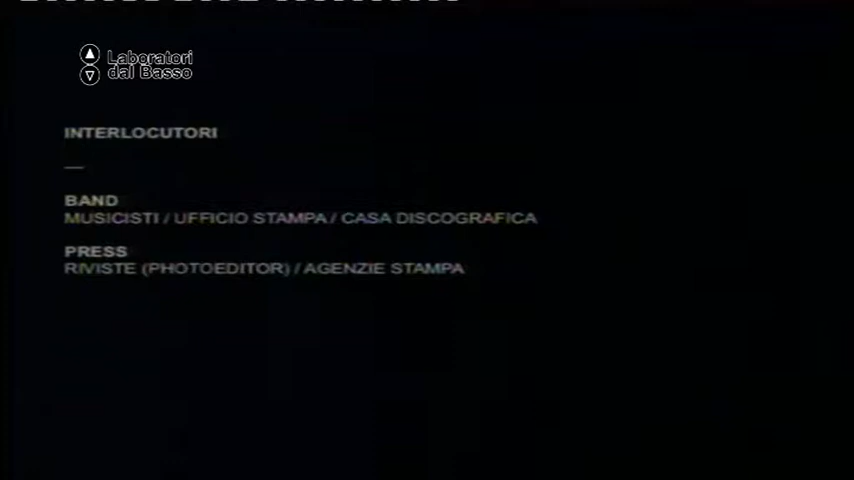 Laboratori
dal Basso
INTERLOCUTORI
—
BAND
MUSICISTI / UFFICIO STAMPA / CASA DISCOGRAFICA
PRESS
RIVISTE (PHOTOEDITOR) / AGENZIE STAMPA